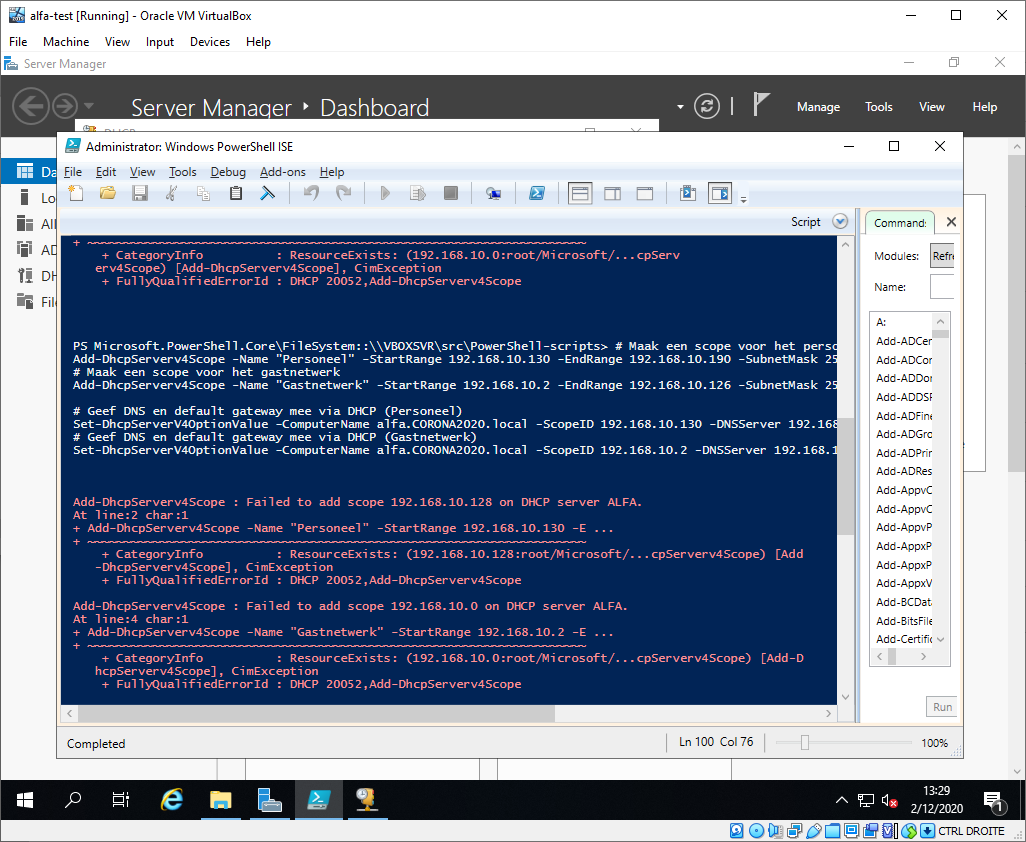 alfa-test [Running] - Oracle VM VirtualBox
File Machine View Input Devices Help
Server Manager
Server Manager Dashboard
Manage Tools View Help
DHCP
Administrator: Windows PowerShell ISE
File Edit View Tools Debug Add-ons Help
Script
+ ~~~~~~~~~~~~~~~~~~~~~~~~~~~~~~~~~~~~~~~~~~~~~~~~~~~~~~~~~~~~~~~~~~~~~
+ CategoryInfo : ResourceExists: (192.168.10.0:root/Microsoft/...cpServ
erv4Scope) [Add-DhcpServerv4Scope], CimException
+ FullyQualifiedErrorId : DHCP 20052,Add-DhcpServerv4Scope
PS Microsoft.PowerShell.Core\FileSystem::\\VBOXSVR\src\PowerShell-scripts> # Maak een scope voor het perso
Add-DhcpServerv4Scope -Name "Personeel" -StartRange 192.168.10.130 -EndRange 192.168.10.190 -SubnetMask 25
# Maak een scope voor het gastnetwerk
Add-DhcpServerv4Scope -Name "Gastnetwerk" -StartRange 192.168.10.2 -EndRange 192.168.10.126 -SubnetMask 25
# Geef DNS en default gateway mee via DHCP (Personeel)
Set-DhcpServerV4OptionValue -ComputerName alfa.CORONA2020.local -ScopeID 192.168.10.130 -DNSServer 192.168
# Geef DNS en default gateway mee via DHCP (Gastnetwerk)
Set-DhcpServerV4OptionValue -ComputerName alfa.CORONA2020.local -ScopeID 192.168.10.2 -DNSServer 192.168.1
Add-DhcpServerv4Scope : Failed to add scope 192.168.10.128 on DHCP server ALFA.
At line:2 char:1
+ Add-DhcpServerv4Scope -Name "Personeel" -StartRange 192.168.10.130 -E ...
+ ~~~~~~~~~~~~~~~~~~~~~~~~~~~~~~~~~~~~~~~~~~~~~~~~~~~~~~~~~~~~~~~~~~~~~
+ CategoryInfo : ResourceExists: (192.168.10.128:root/Microsoft/...cpServerv4Scope) [Add
-DhcpServerv4Scope], CimException
+ FullyQualifiedErrorId : DHCP 20052,Add-DhcpServerv4Scope
Add-DhcpServerv4Scope : Failed to add scope 192.168.10.0 on DHCP server ALFA.
At line:4 char:1
+ Add-DhcpServerv4Scope -Name "Gastnetwerk" -StartRange 192.168.10.2 -E ...
+ ~~~~~~~~~~~~~~~~~~~~~~~~~~~~~~~~~~~~~~~~~~~~~~~~~~~~~~~~~~~~~~~~~~~~~
+ CategoryInfo : ResourceExists: (192.168.10.0:root/Microsoft/...cpServerv4Scope) [Add-D
hcpServerv4Scope], CimException
+ FullyQualifiedErrorId : DHCP 20052,Add-DhcpServerv4Scope
Da
Lo
All
AD
DH
File
Command
Modules: Refre
Name:
A:
Add-ADCer
Add-ADCor
Add-ADDor
Add-ADDSF
Add-ADFine
Add-ADGro
Add-ADPrin
Add-ADRes
Add-AppvC
Add-AppvC
Add-AppvP
Add-AppxP
Add-AppxP
Add-AppxV
Add-BCData
Add-BitsFile
Add-Certific
Run
Completed
Ln 100 Col 76
100%
13:29
2/12/2020
1
CTRL DROITE